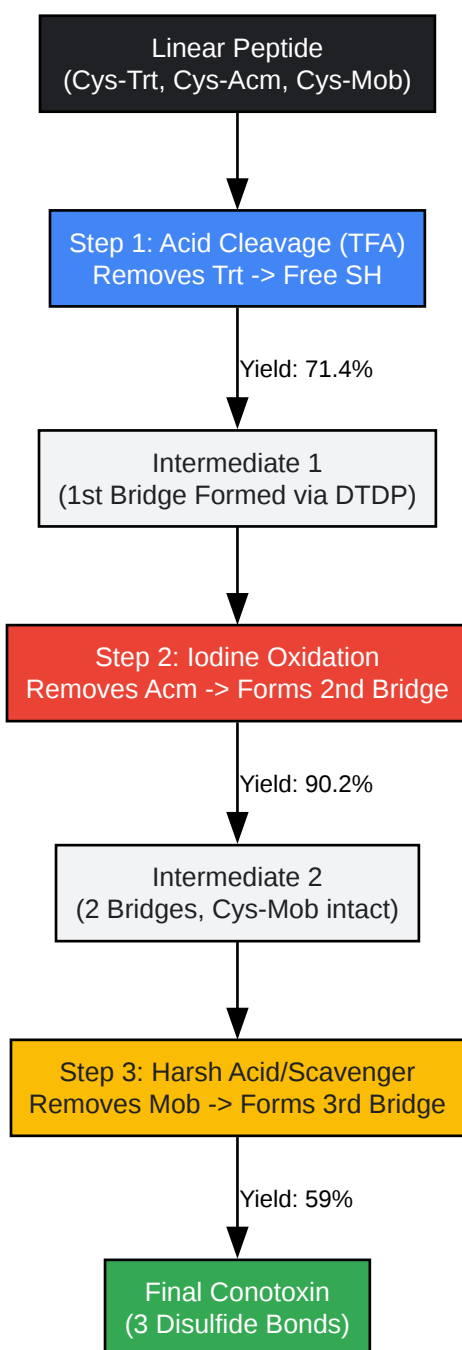 Linear Peptide
(Cys-Trt, Cys-Acm, Cys-Mob)
Step 1: Acid Cleavage (TFA)
Removes Trt -> Free SH
Yield: 71.4%
Intermediate 1
(1st Bridge Formed via DTDP)
Step 2: Iodine Oxidation
Removes Acm -> Forms 2nd Bridge
Yield: 90.2%
Intermediate 2
(2 Bridges, Cys-Mob intact)
Step 3: Harsh Acid/Scavenger
Removes Mob -> Forms 3rd Bridge
Yield: 59%
Final Conotoxin
(3 Disulfide Bonds)